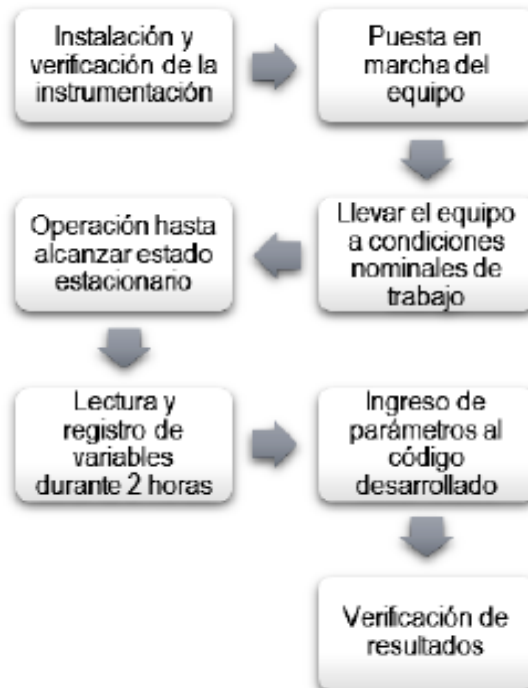 Instalación y
verificación de la
instrumentación
Puesta en
marcha del
equipo
Llevar el equipo
a condiciones
nominales de
trabajo
Operación hasta
alcanzar estado
estacionario
Lectura y
registro de
variables
durante 2 horas
Ingreso de
parámetros al
código
desarrollado
Verificación de
resultados